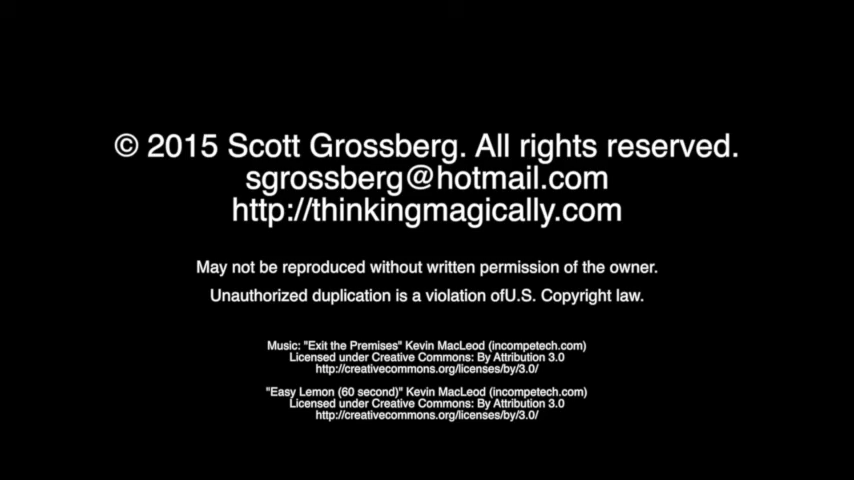 © 2015 Scott Grossberg. All rights reserved.
sgrossberg@hotmail.com
http://thinkingmagically.com
May not be reproduced without written permission of the owner.
Unauthorized duplication is a violation ofU.S. Copyright law.
Music: "Exit the Premises" Kevin MacLeod (incompetech.com)
Licensed under Creative Commons: By Attribution 3.0
http://creativecommons.org/licenses/by/3.0/
"Easy Lemon (60 second)" Kevin MacLeod (incompetech.com)
Licensed under Creative Commons: By Attribution 3.0
http://creativecommons.org/licenses/by/3.0/